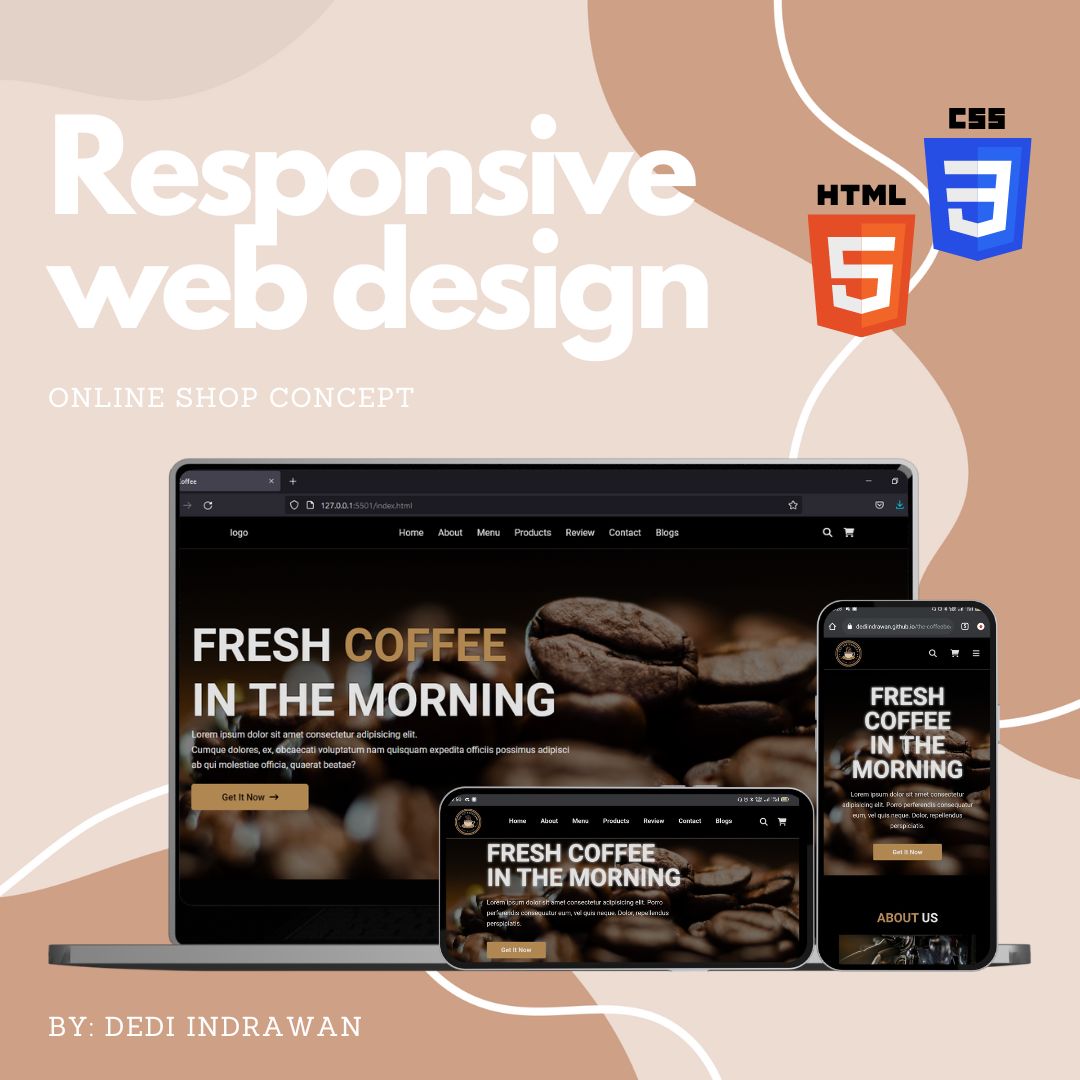 Responsive
web design
ONLINE SHOP CONCEPT
CSS
3
HTML
5
offee
127.0.0.1:5501/index.html
logo
Home About Menu Products Review Contact Blogs
FRESH COFFEE
IN THE MORNING
Lorem ipsum dolor sit amet consectetur adipisicing elit.
Cumque dolores, ex, obcaecati voluptatum nam quisquam expedita officiis possimus adipisci
ab qui molestiae officia, quaerat beatae?
Get It Now
Home About Menu Products Review Contact Blogs
FRESH COFFEE
IN THE MORNING
Lorem ipsum dolor sit amet consectetur adipisicing elit. Porro
perferendis consequatur eum, vel quis neque. Dolor, repellendus
perspiciatis.
Get It Now
dediindrawan.github.io/the-coffeebe
FRESH
COFFEE
IN THE
MORNING
Lorem ipsum dolor sit amet consectetur
adipisicing elit. Porro perferendis consequatur
eum, vel quis neque. Dolor, repellendus
perspiciatis.
Get It Now
ABOUT US
BY: DEDI INDRAWAN